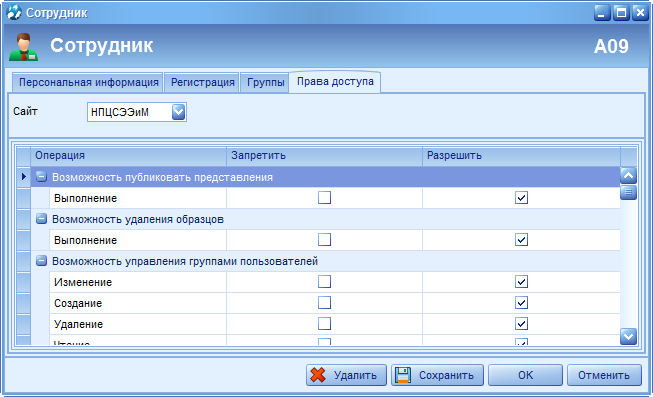 Сотрудник
Сотрудник A09
Персональная информация Регистрация Группы Права доступа
Сайт НПЦСЭЭиМ
Операция Запретить Разрешить
Возможность публиковать представления
Выполнение
Возможность удаления образцов
Выполнение
Возможность управления группами пользователей
Изменение
Создание
Удаление
Чтение
Удалить Сохранить OK Отменить